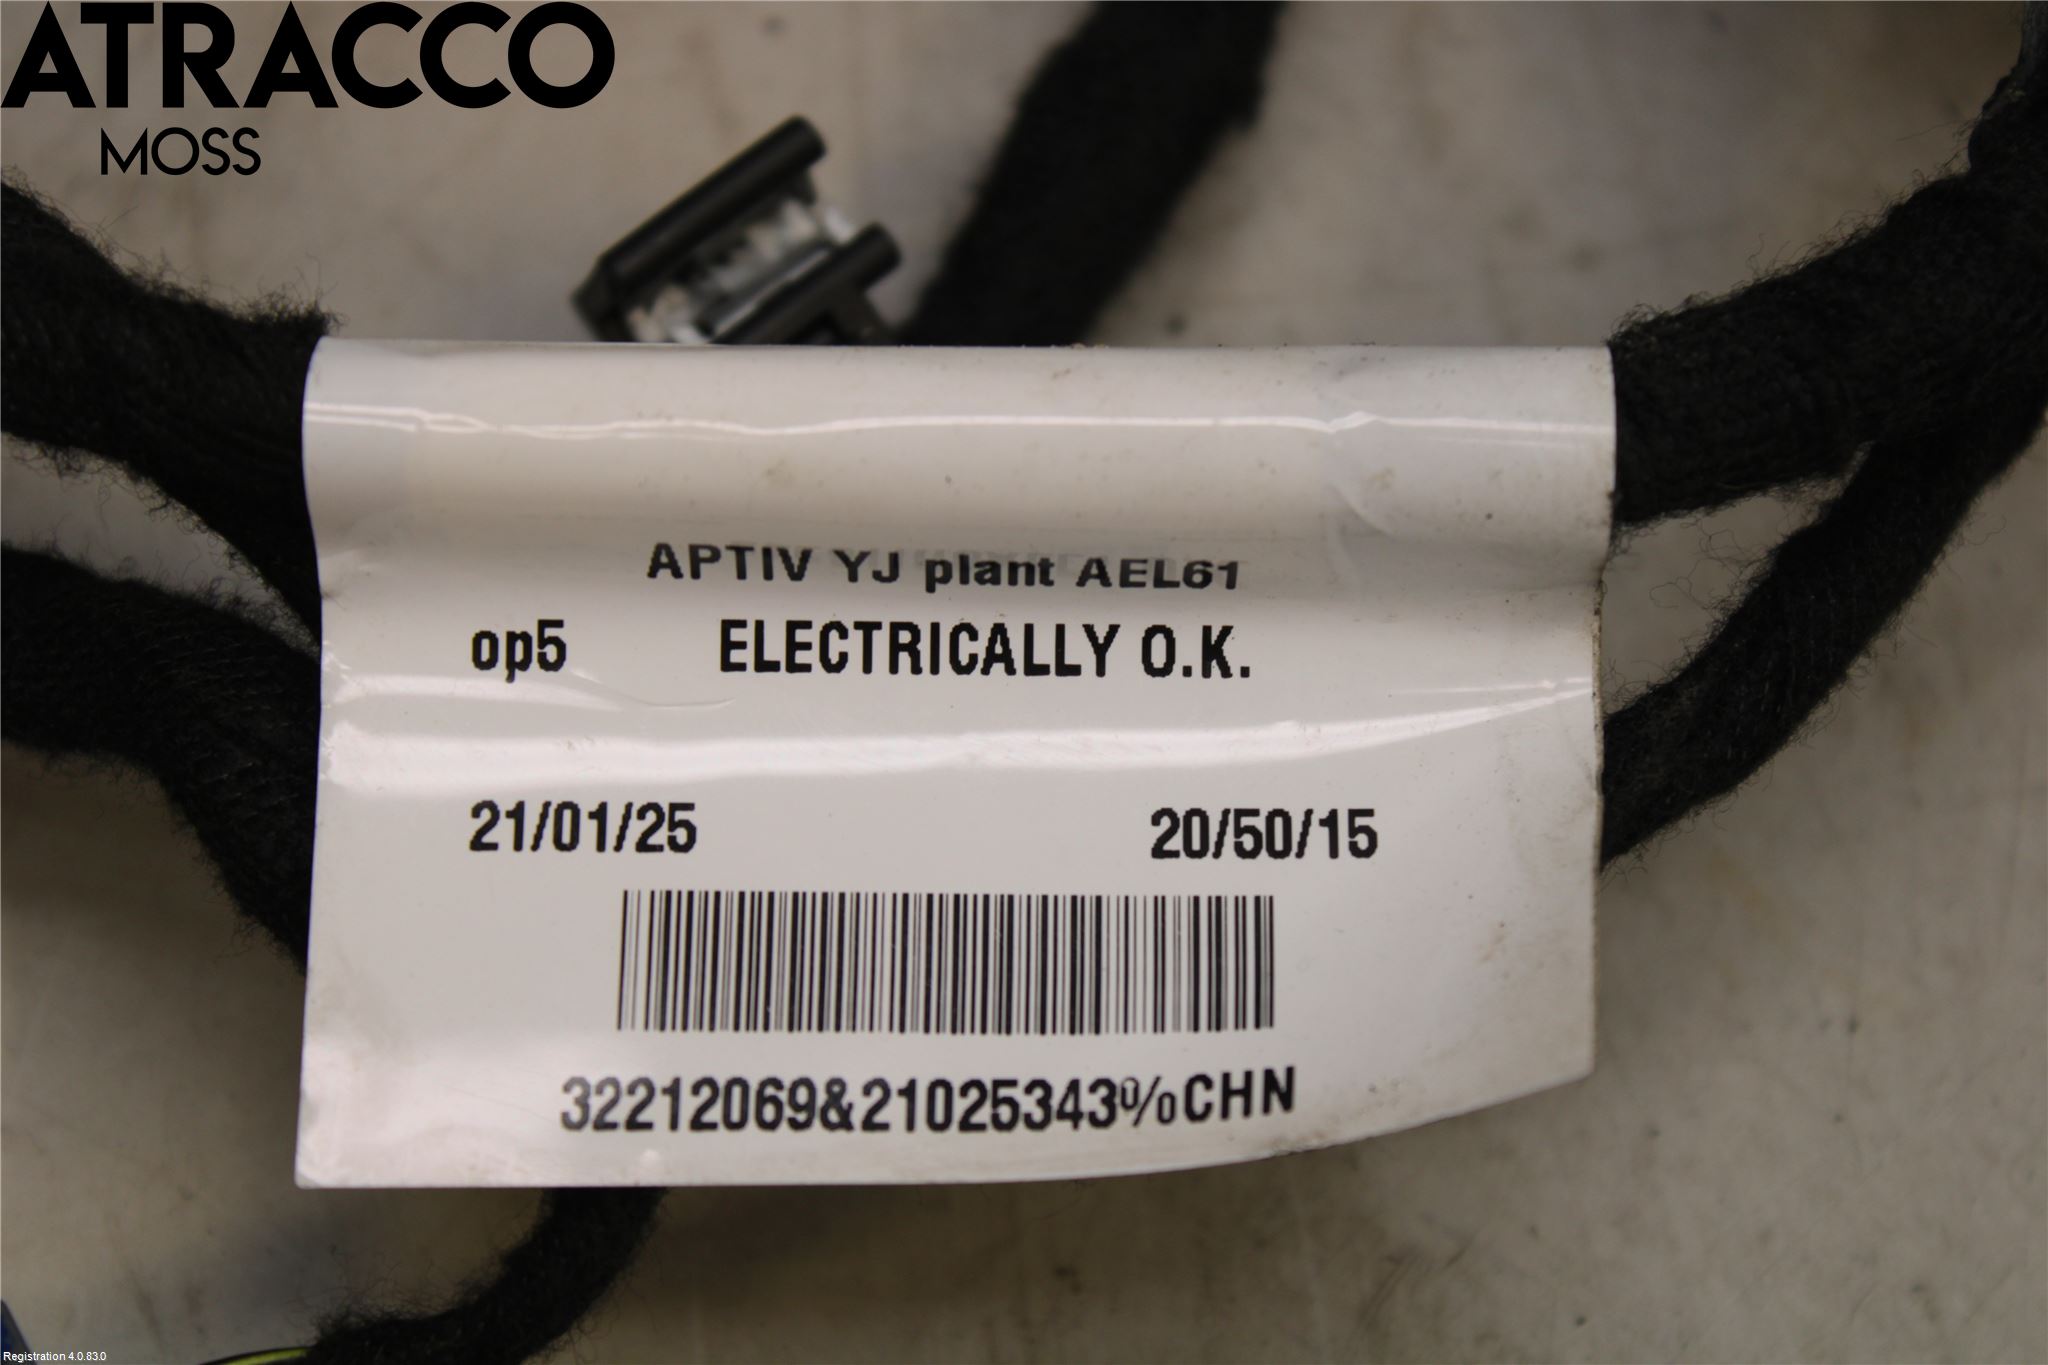 ATRACCO
MOSS
APTIV YJ plant AEL61
op5 ELECTRICALLY O.K.
21/01/25 20/50/15
32212069&21025343%CHN
Registration 4.0.83.0